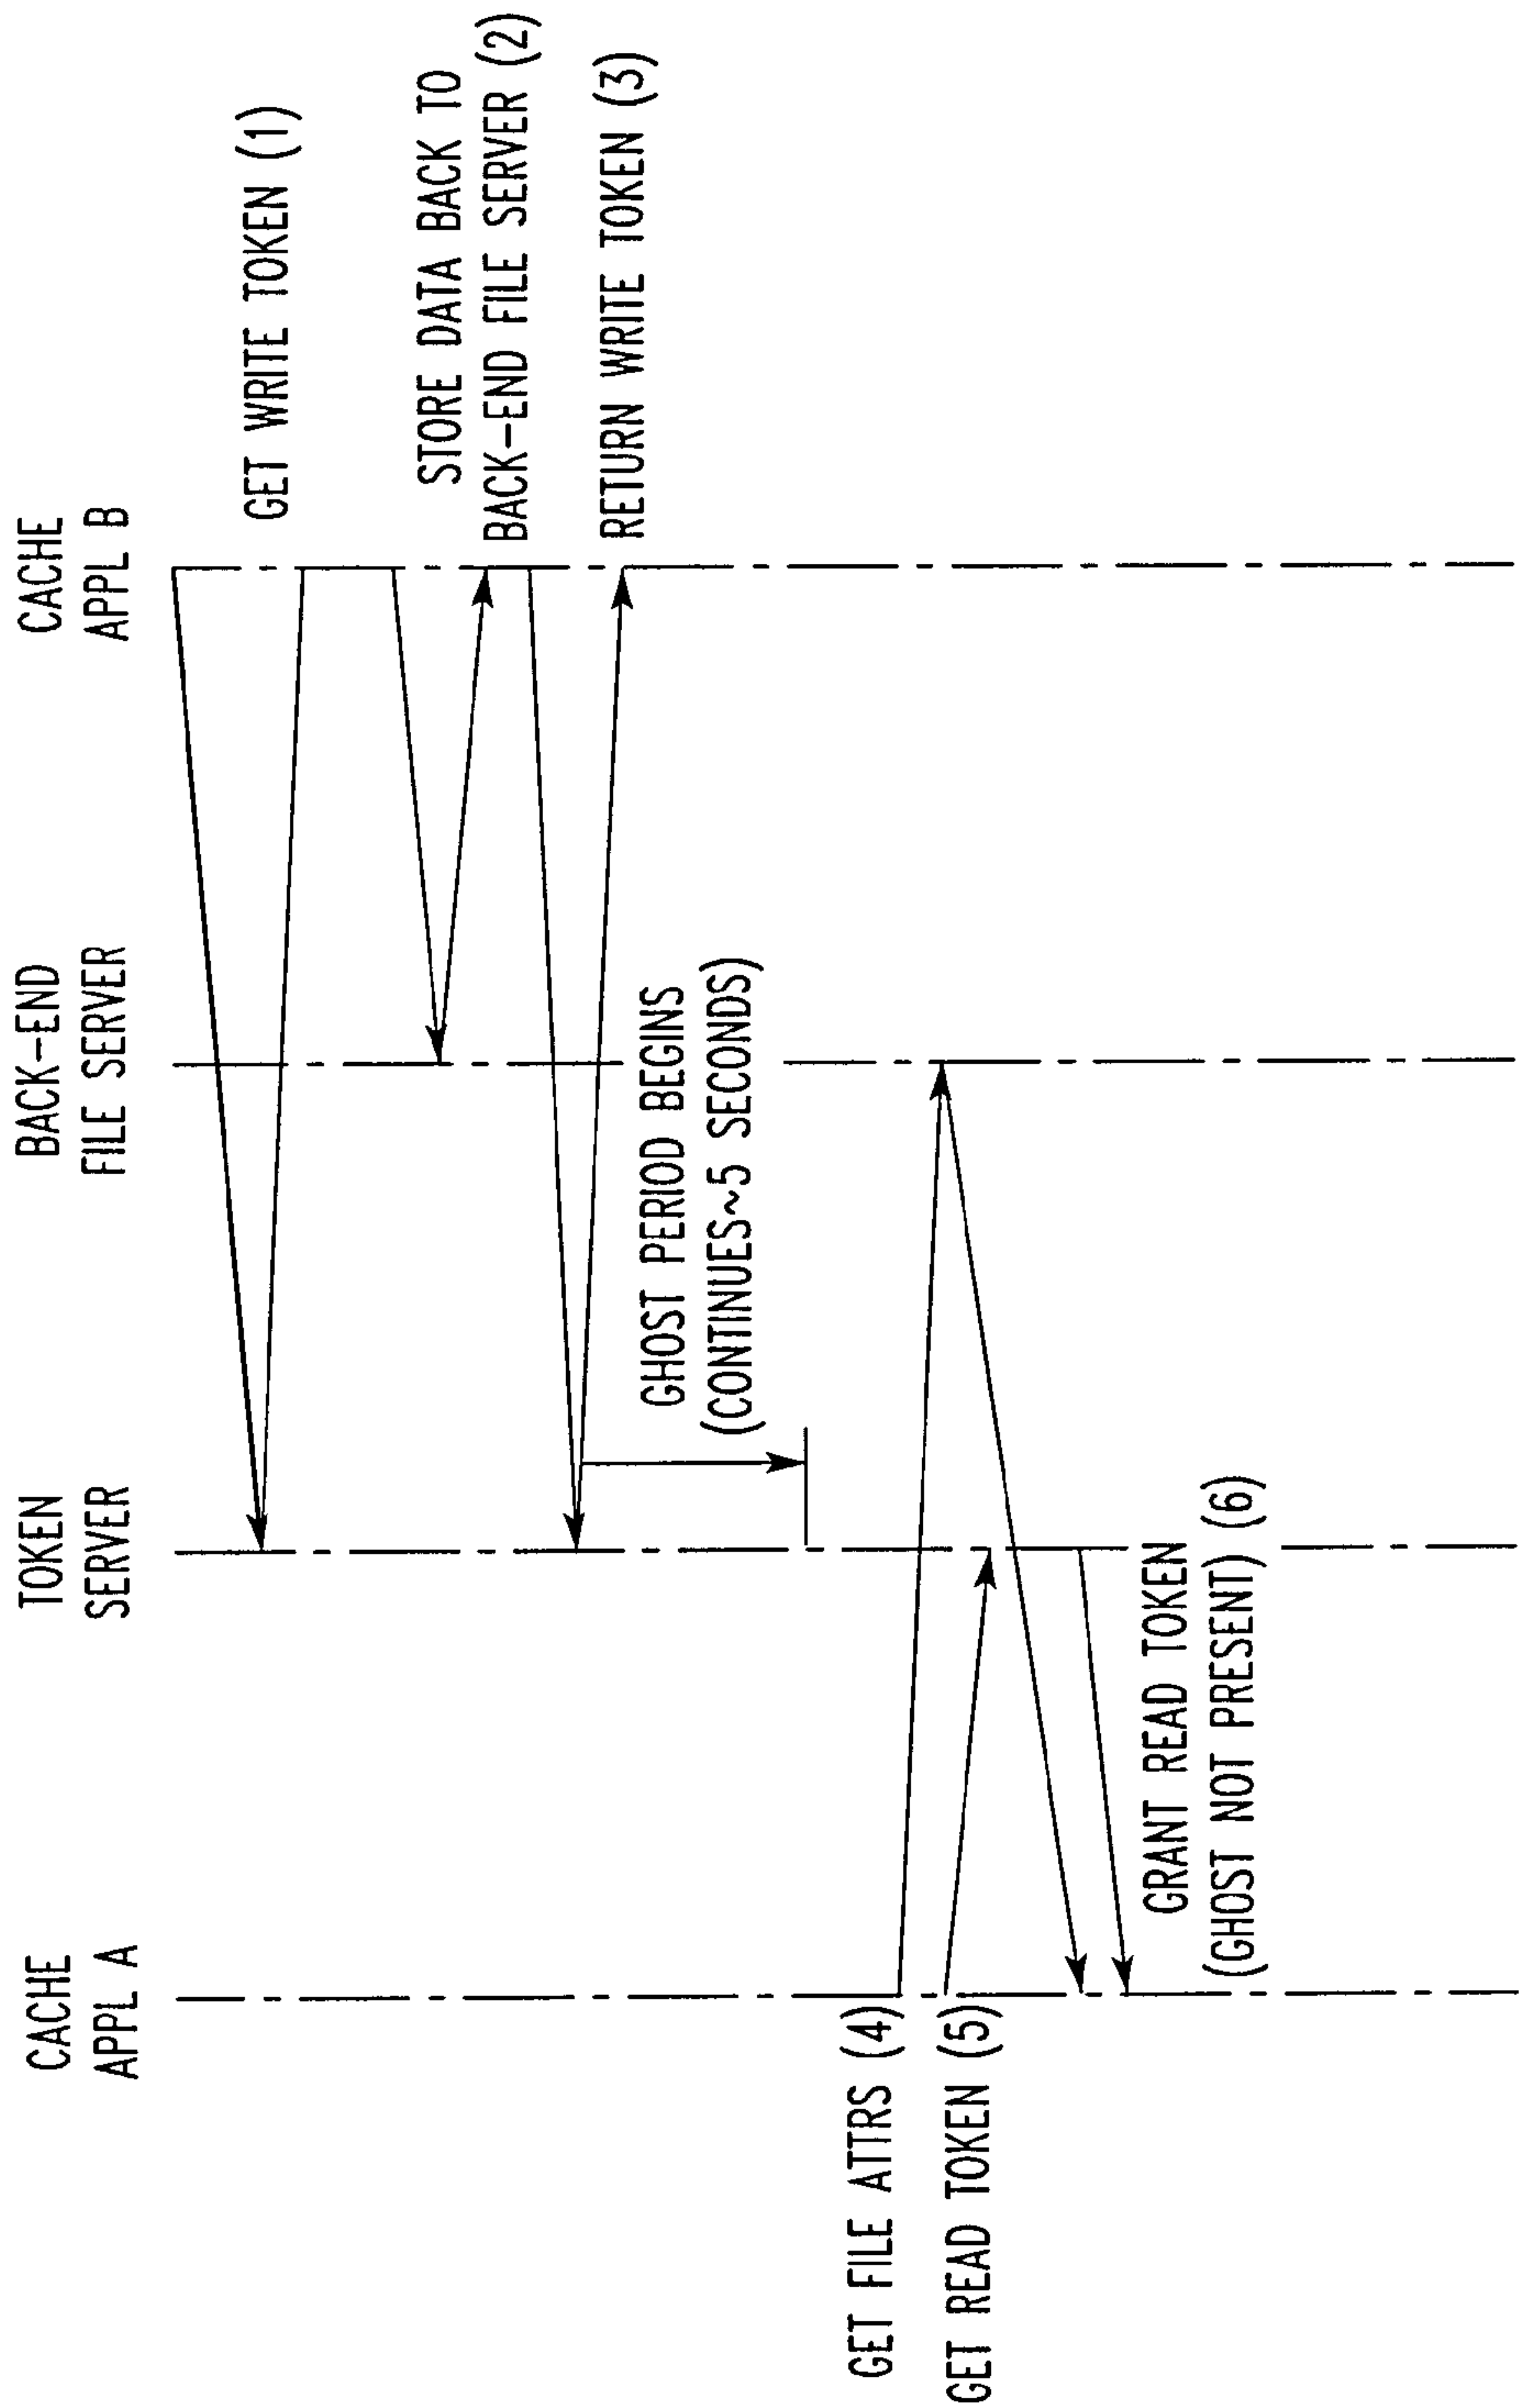 CACHE
APPL A
TOKEN
SERVER
BACK-END
FILE SERVER
CACHE
APPL B
GET WRITE TOKEN (1)
STORE DATA BACK TO
BACK-END FILE SERVER (2)
RETURN WRITE TOKEN (3)
GHOST PERIOD BEGINS
(CONTINUES~5 SECONDS)
GET FILE ATTRS (4)
GET READ TOKEN (5)
GRANT READ TOKEN
(GHOST NOT PRESENT) (6)